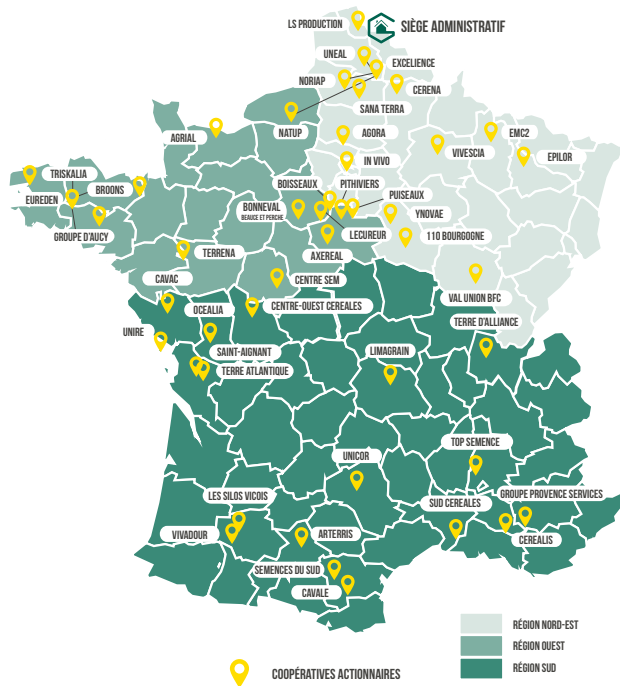 LS PRODUCTION
SIÈGE ADMINISTRATIF
UNEAL
EXCELIENCE
NORIAP
CERENA
SANA TERRA
AGRIAL
NATUP
AGORA
EMC2
VIVESCIA
EPILOR
IN VIVO
TRISKALIA
BROONS
EUREDEN
BOISSEAUX
PITHIVIERS
PUISEAUX
BONNEVAL
BEAUCE ET PERCHE
YNOVAE
GROUPE D'AUCY
LECUREUR
110 BOURGOGNE
TERRENA
AXEREAL
CAVAC
CENTRE SEM
VAL UNION BFC
OCEALIA
CENTRE-OUEST CEREALES
TERRE D'ALLIANCE
UNIRE
SAINT-AIGNANT
LIMAGRAIN
TERRE ATLANTIQUE
TOP SEMENCE
UNICOR
LES SILOS VICOIS
SUD CEREALES
GROUPE PROVENCE SERVICES
VIVADOUR
ARTERRIS
CEREALIS
SEMENCES DU SUD
CAVALE
RÉGION NORD-EST
RÉGION OUEST
RÉGION SUD
COOPÉRATIVES ACTIONNAIRES